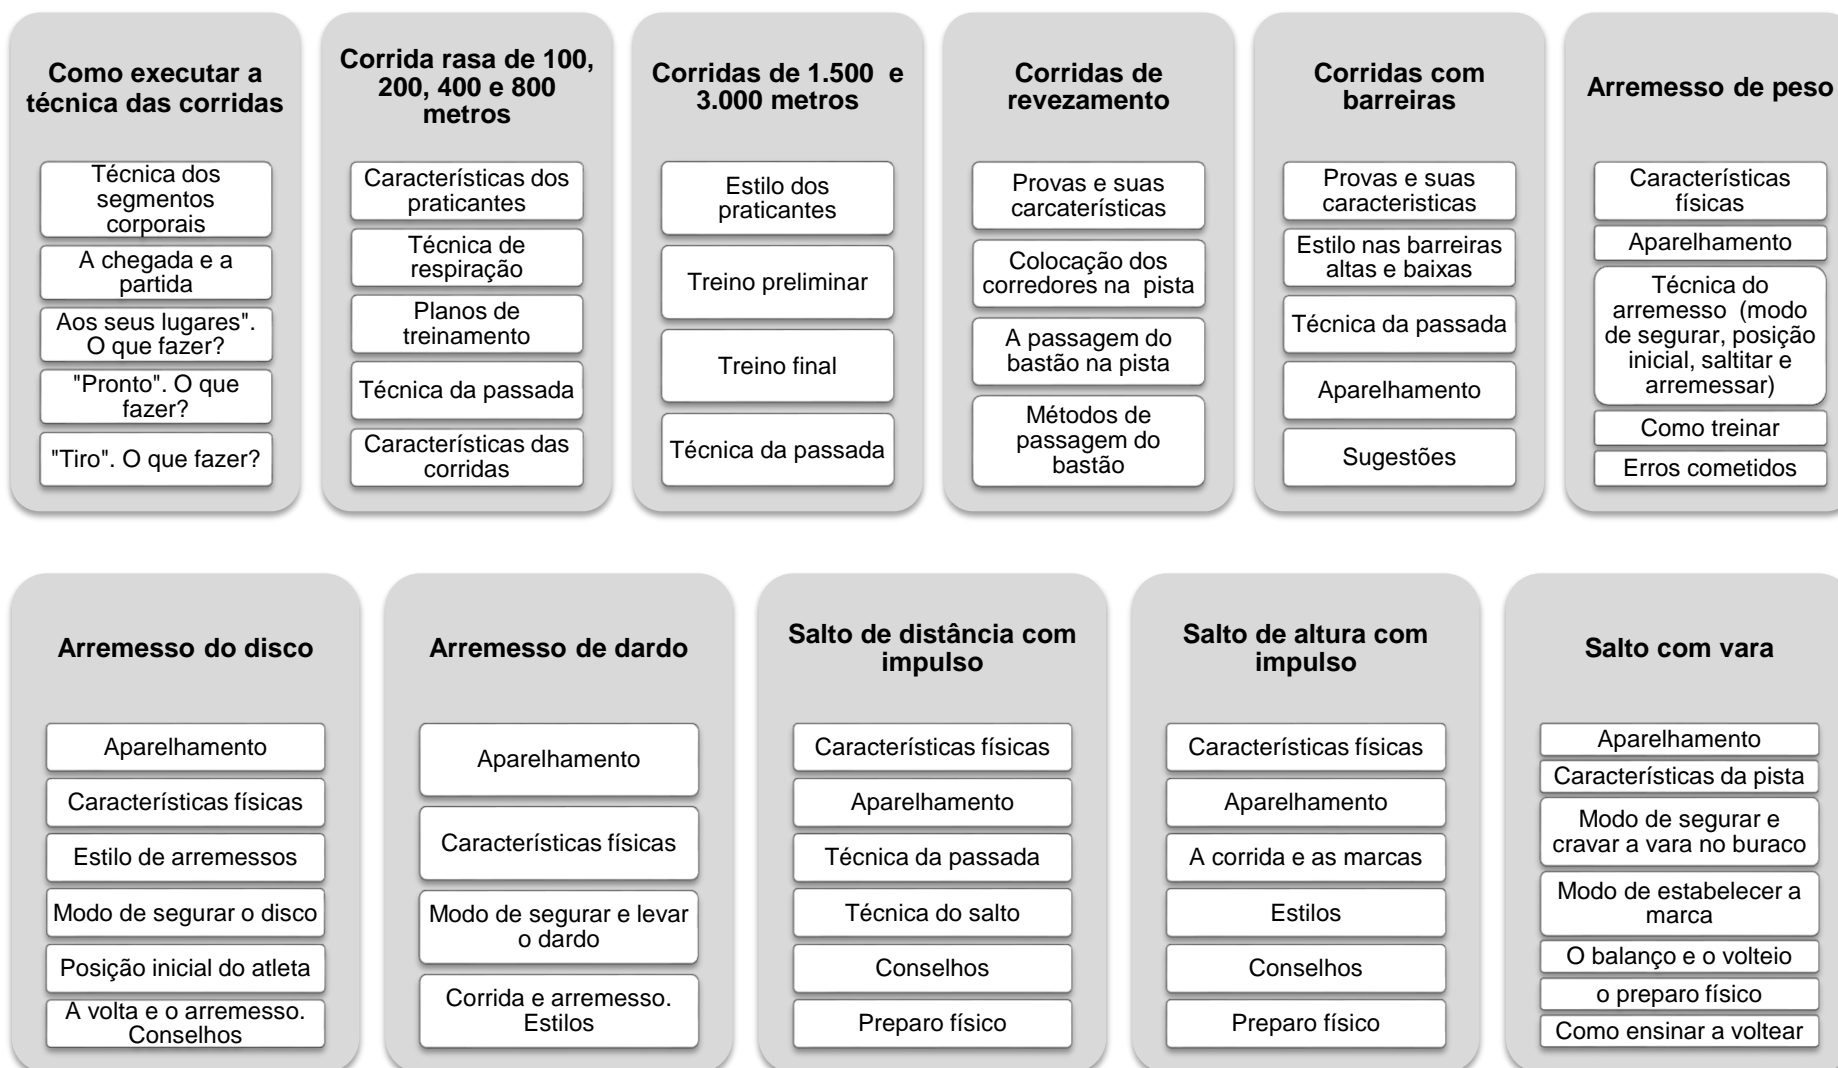 Como executar a
técnica das corridas
Técnica dos
segmentos
corporais
A chegada e a
partida
Aos seus lugares".
O que fazer?
"Pronto". O que
fazer?
"Tiro". O que fazer?
Corrida rasa de 100,
200, 400 e 800
metros
Características dos
praticantes
Técnica de
respiração
Planos de
treinamento
Técnica da passada
Características das
corridas
Corridas de 1.500 e
3.000 metros
Estilo dos
praticantes
Treino preliminar
Treino final
Técnica da passada
Corridas de
revezamento
Provas e suas
carcaterísticas
Colocação dos
corredores na pista
A passagem do
bastão na pista
Métodos de
passagem do
bastão
Corridas com
barreiras
Provas e suas
caracteristicas
Estilo nas barreiras
altas e baixas
Técnica da passada
Aparelhamento
Sugestões
Arremesso de peso
Características
físicas
Aparelhamento
Técnica do
arremesso (modo
de segurar, posição
inicial, saltitar e
arremessar)
Como treinar
Erros cometidos
Arremesso do disco
Aparelhamento
Características físicas
Estilo de arremessos
Modo de segurar o disco
Posição inicial do atleta
A volta e o arremesso.
Conselhos
Arremesso de dardo
Aparelhamento
Características físicas
Modo de segurar e levar
o dardo
Corrida e arremesso.
Estilos
Salto de distância com
impulso
Características físicas
Aparelhamento
Técnica da passada
Técnica do salto
Conselhos
Preparo físico
Salto de altura com
impulso
Características físicas
Aparelhamento
A corrida e as marcas
Estilos
Conselhos
Preparo físico
Salto com vara
Aparelhamento
Características da pista
Modo de segurar e
cravar a vara no buraco
Modo de estabelecer a
marca
O balanço e o volteio
o preparo físico
Como ensinar a voltear